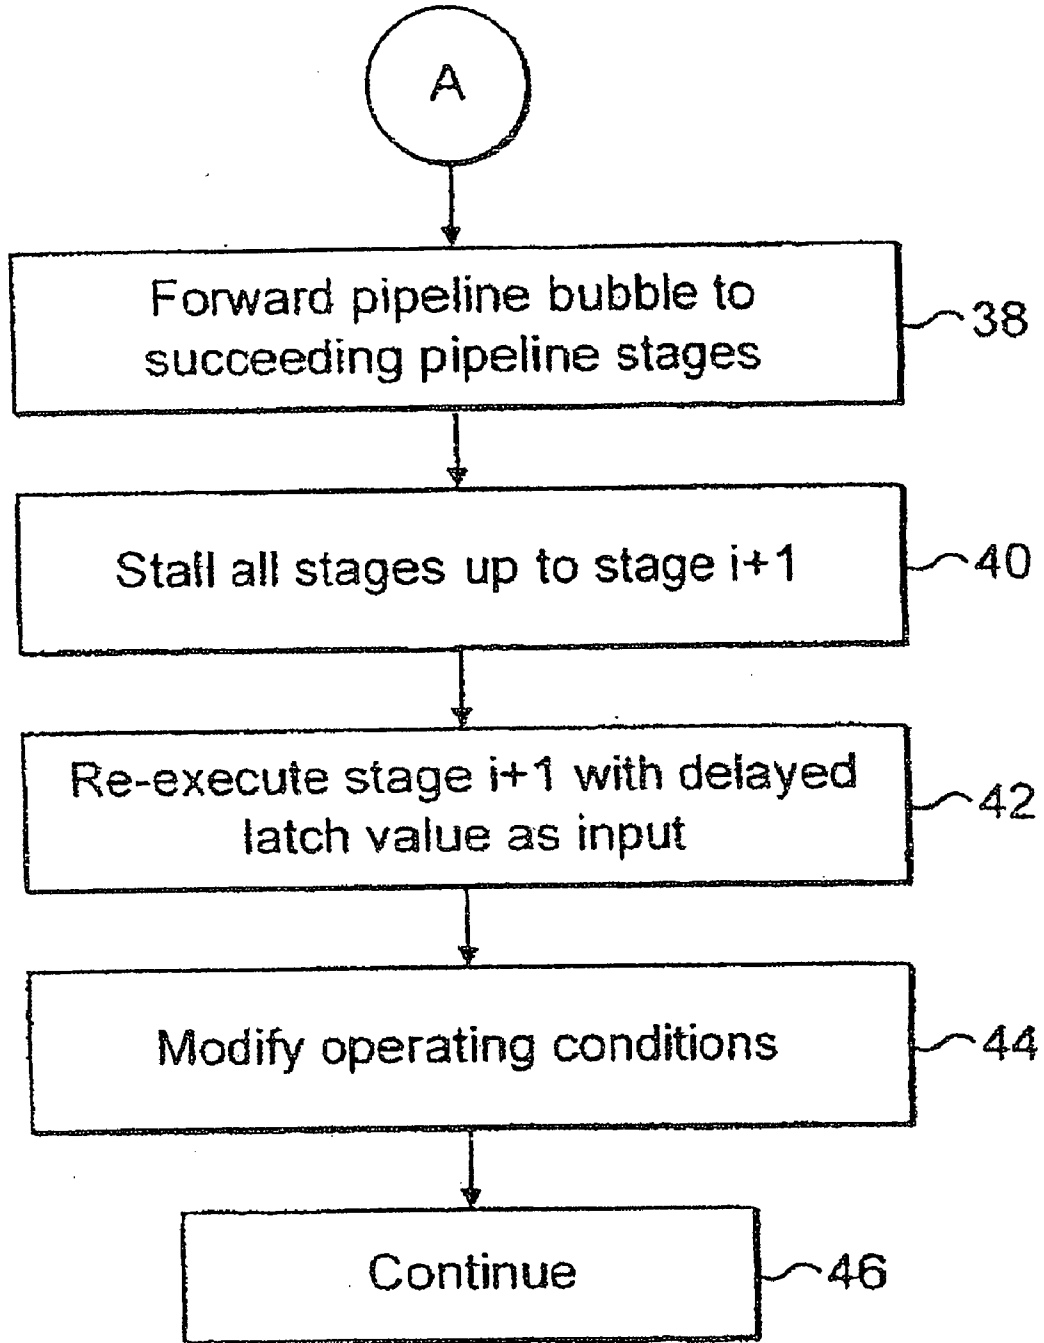 A
Forward pipeline bubble to
succeeding pipeline stages
38
Stall all stages up to stage i+1
40
Re-execute stage i+1 with delayed
latch value as input
42
Modify operating conditions
44
Continue
46